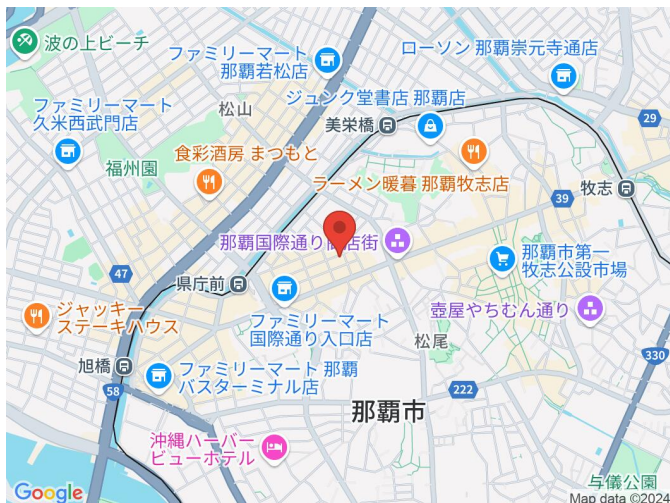 波の上ビーチ
ファミリーマート
那覇若松店
ローソン 那覇崇元寺通店
松山
ジュンク堂書店 那覇店
29
ファミリーマート
久米西武門店
美栄橋
福州園
食彩酒房 まつもと
ラーメン暖暮 那覇牧志店
牧志
39
那覇国際通り商店街
那覇市第一
牧志公設市場
47
県庁前
ジャッキー
ステーキハウス
ファミリーマート
国際通り入口店
壺屋やちむん通り
松尾
330
旭橋
ファミリーマート 那覇
バスターミナル店
58
222
那覇市
沖縄ハーバー
ビューホテル
与儀公園
Google
Map data ©2024